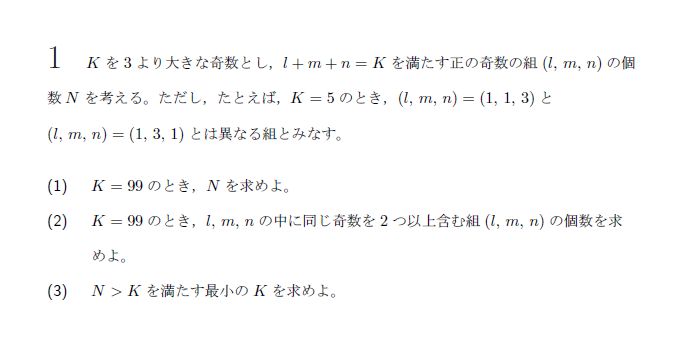 1 K を 3 より大きな奇数とし，l + m + n = K を満たす正の奇数の組 (l, m, n) の個
数 N を考える。ただし，たとえば，K = 5 のとき，(l, m, n) = (1, 1, 3) と
(l, m, n) = (1, 3, 1) とは異なる組とみなす。
(1) K = 99 のとき，N を求めよ。
(2) K = 99 のとき，l, m, n の中に同じ奇数を 2 つ以上含む組 (l, m, n) の個数を求
めよ。
(3) N > K を満たす最小の K を求めよ。